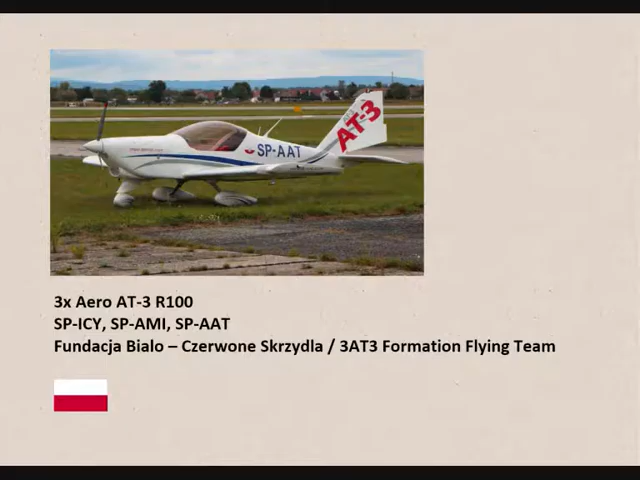 AT-3
SP-AAT
3x Aero AT-3 R100
SP-ICY, SP-AMI, SP-AAT
Fundacja Bialo – Czerwone Skrzydla / 3AT3 Formation Flying Team